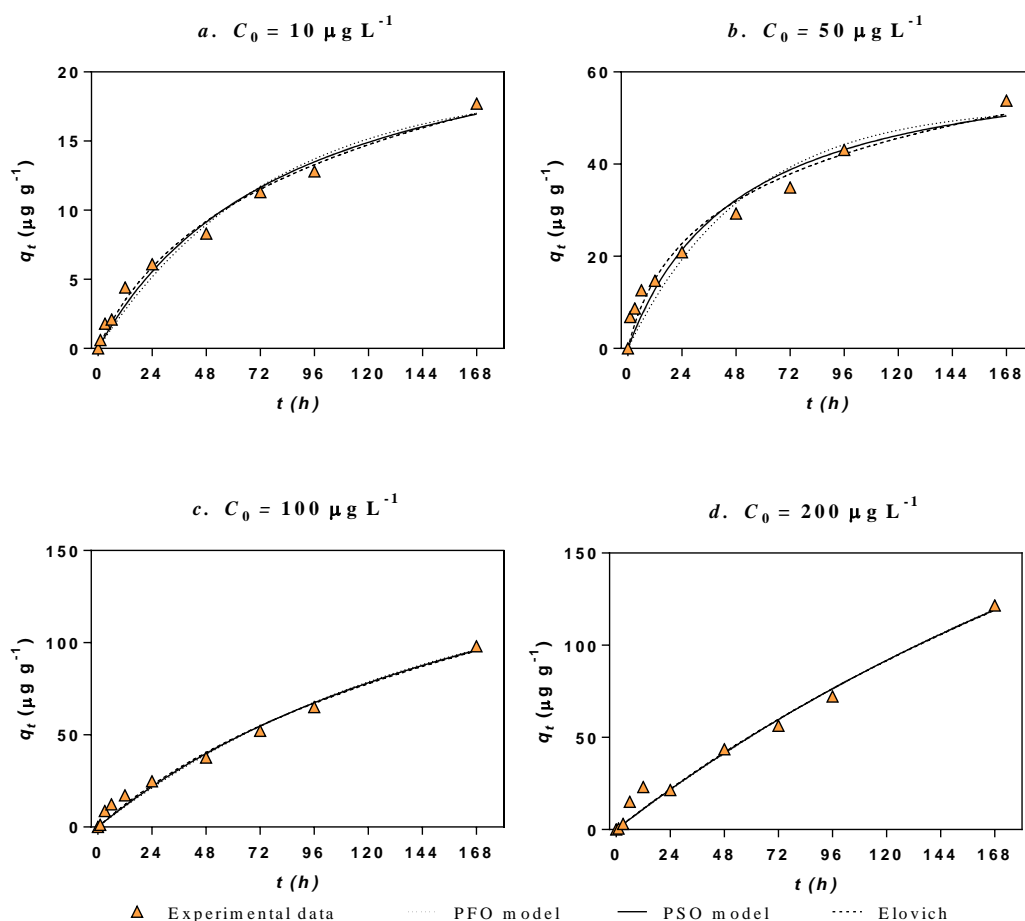 a. C0 = 10 µg L-1
20
15
10
5
0
qt (µg g-1)
0 24 48 72 96 120 144 168
t (h)
b. C0 = 50 µg L-1
60
40
20
0
qt (µg g-1)
0 24 48 72 96 120 144 168
t (h)
c. C0 = 100 µg L-1
150
100
50
0
qt (µg g-1)
0 24 48 72 96 120 144 168
t (h)
d. C0 = 200 µg L-1
150
100
50
0
qt (µg g-1)
0 24 48 72 96 120 144 168
t (h)
Experimental data PFO model PSO model Elovich